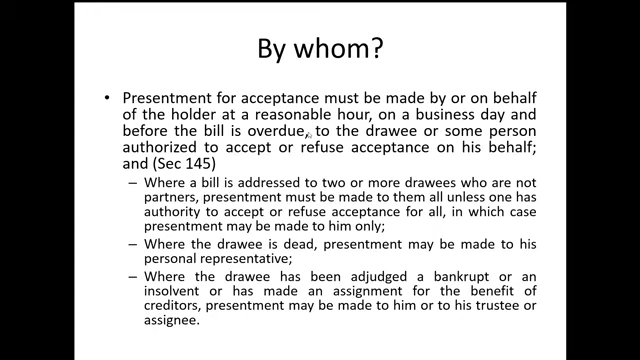 By whom?
• Presentment for acceptance must be made by or on behalf
of the holder at a reasonable hour, on a business day and
before the bill is overdue, to the drawee or some person
authorized to accept or refuse acceptance on his behalf;
and (Sec 145)
– Where a bill is addressed to two or more drawees who are not
partners, presentment must be made to them all unless one has
authority to accept or refuse acceptance for all, in which case
presentment may be made to him only;
– Where the drawee is dead, presentment may be made to his
personal representative;
– Where the drawee has been adjudged a bankrupt or an
insolvent or has made an assignment for the benefit of
creditors, presentment may be made to him or to his trustee or
assignee.